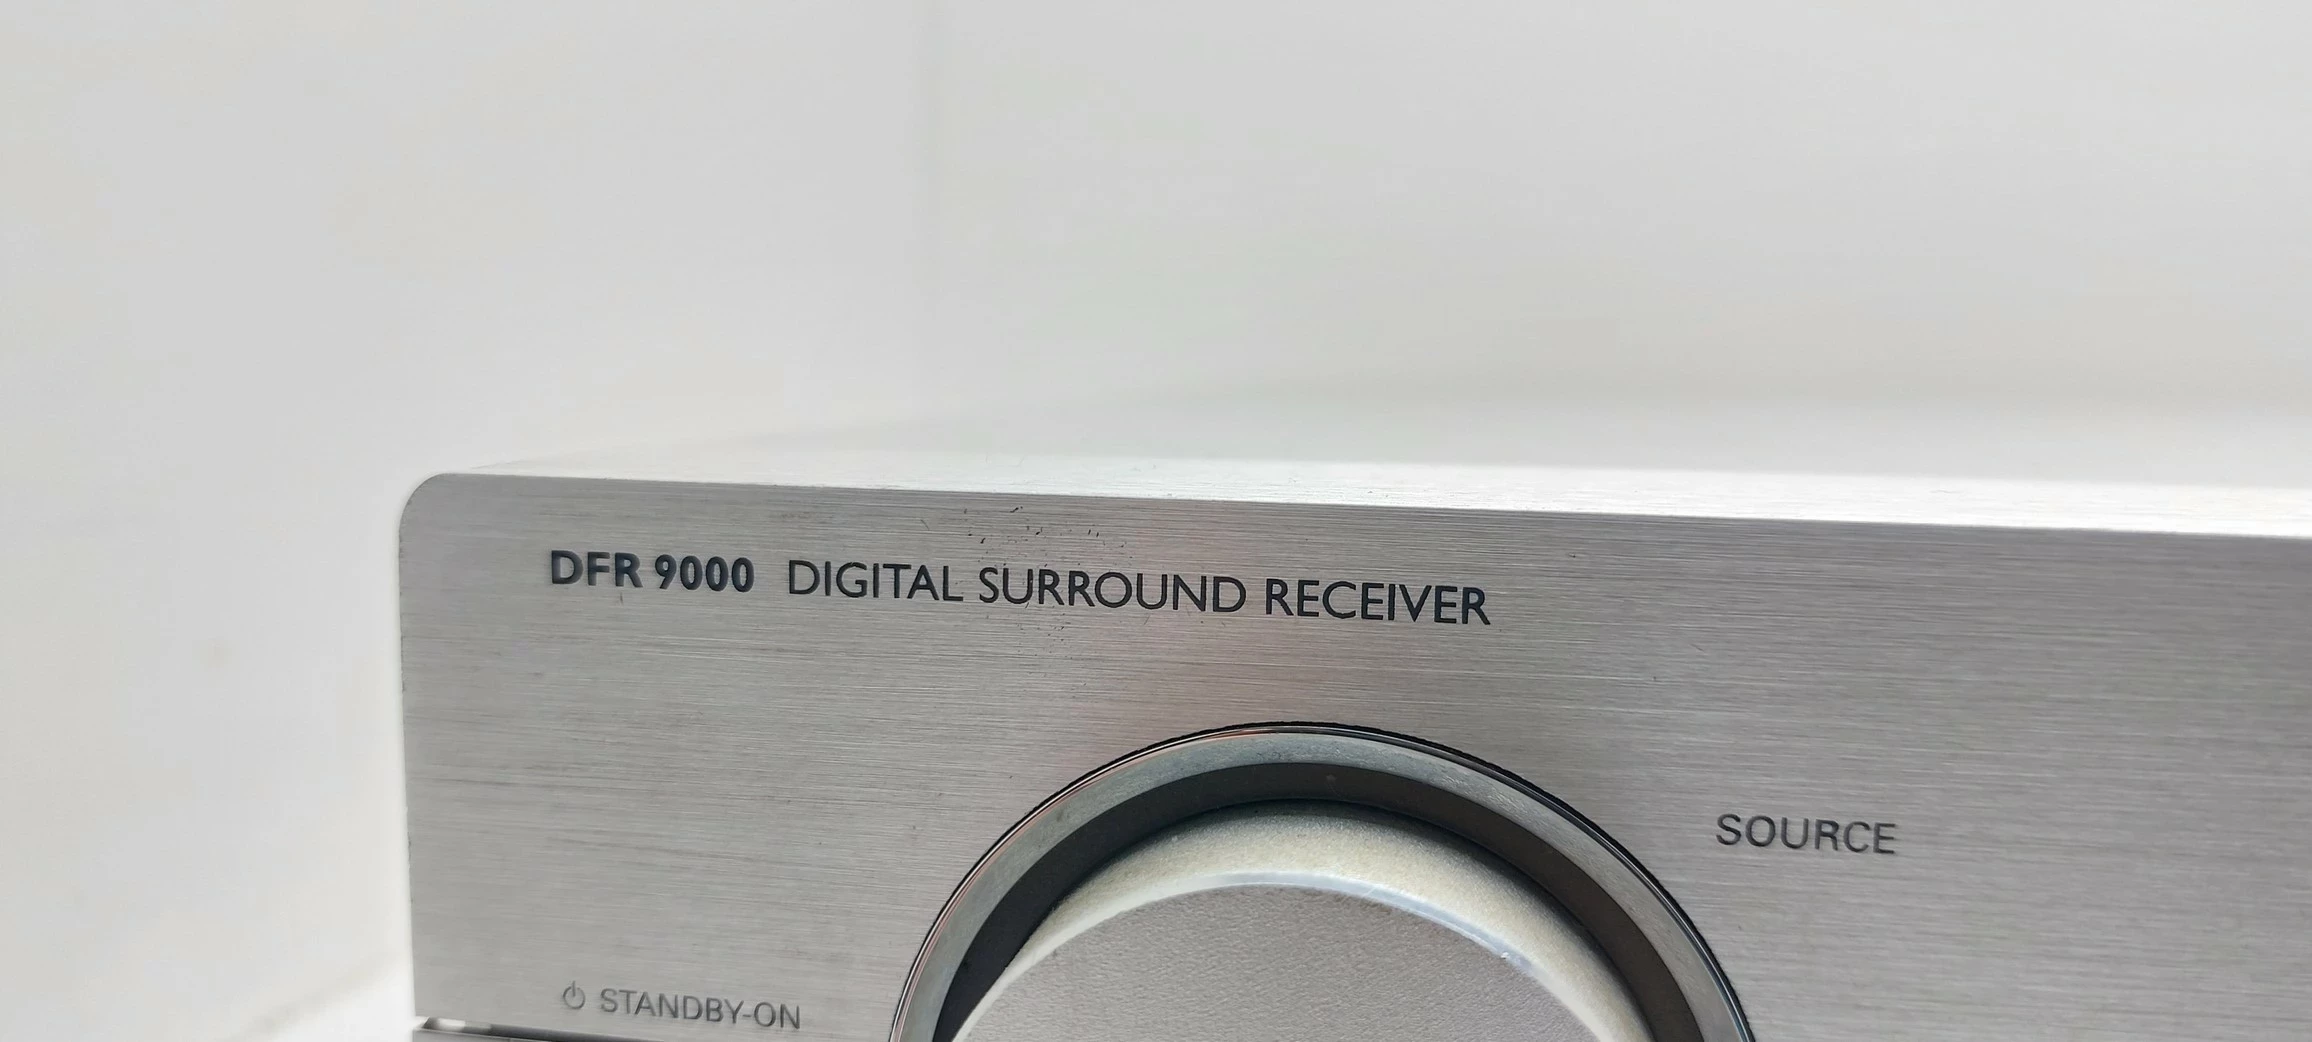 DFR 9000 DIGITAL SURROUND RECEIVER
SOURCE
STANDBY-ON